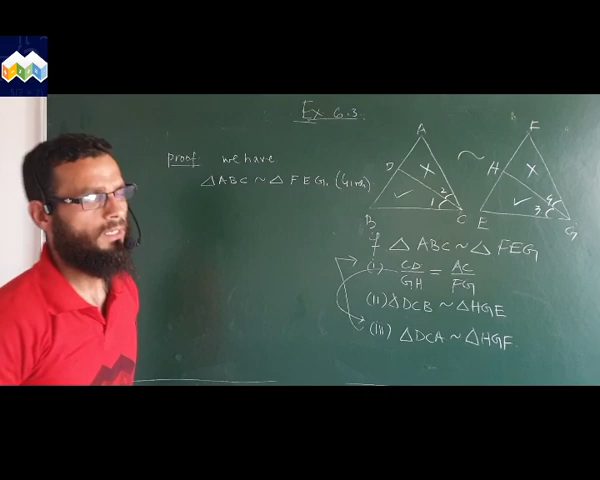 Ex 6.3
proof: we have
△ABC ~ △FEG. (Given)
A
D
X
✓
1
2
B
C
~
F
H
X
✓
3
4
E
G
If △ABC ~ △FEG
(i) CD/GH = AC/FG
(ii) △DCB ~ △HGE
(iii) △DCA ~ △HGF.